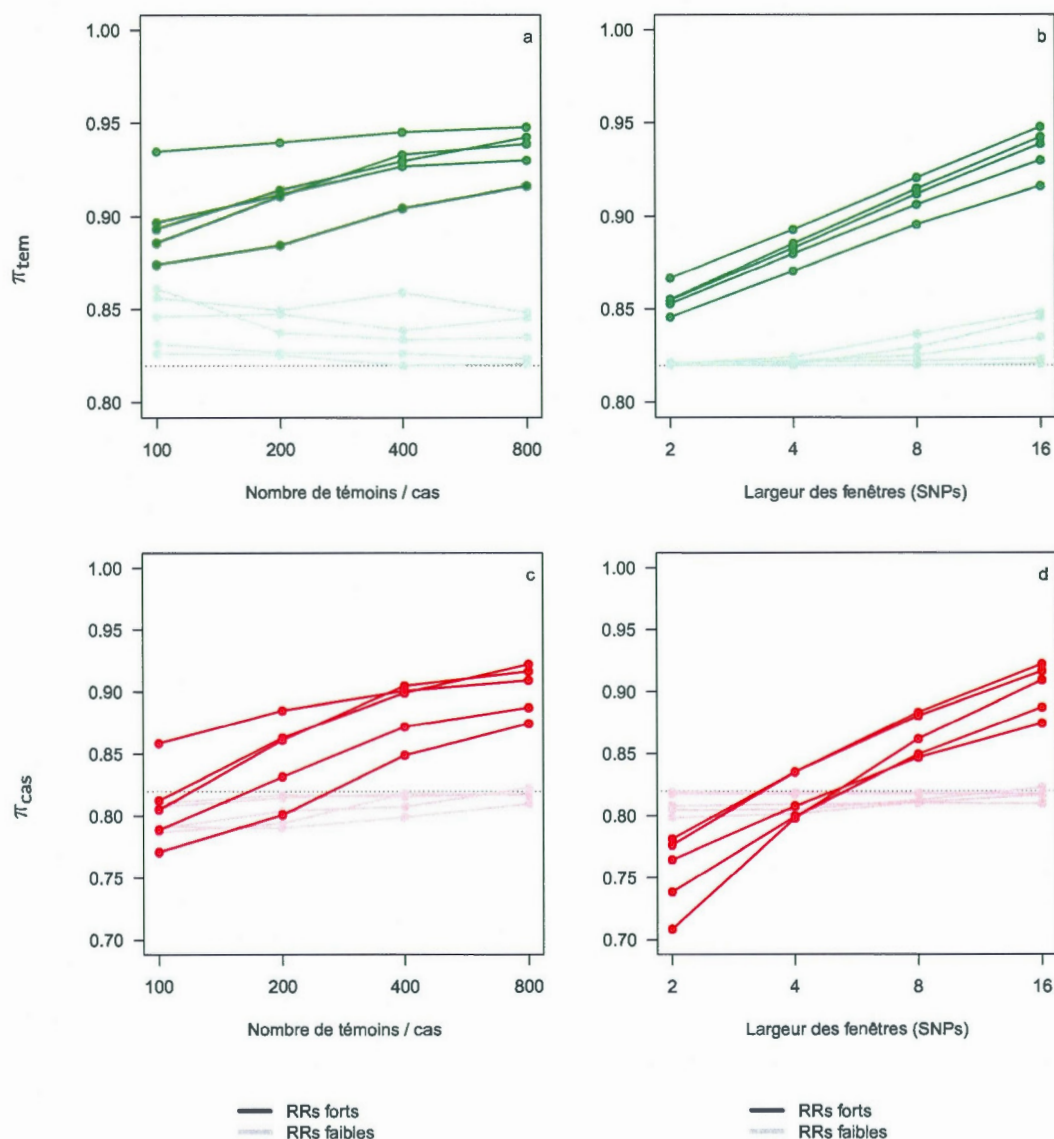 a
1.00
0.95
0.90
0.85
0.80
πtem
100
200
400
800
Nombre de témoins / cas
b
1.00
0.95
0.90
0.85
0.80
2
4
8
16
Largeur des fenêtres (SNPs)
c
1.00
0.95
0.90
0.85
0.80
0.75
0.70
πcas
100
200
400
800
Nombre de témoins / cas
d
1.00
0.95
0.90
0.85
0.80
0.75
0.70
2
4
8
16
Largeur des fenêtres (SNPs)
RRs forts
RRs faibles
RRs forts
RRs faibles